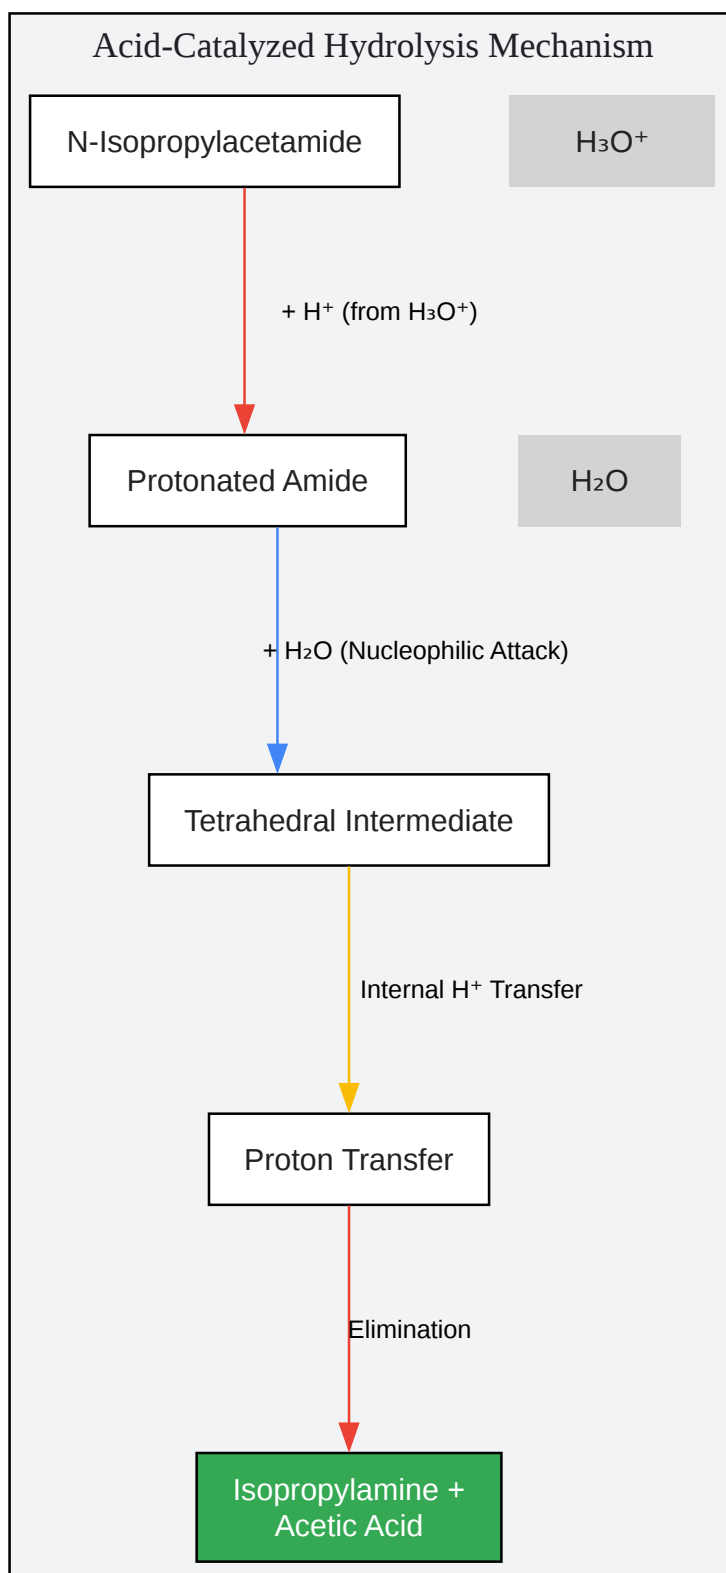 Acid-Catalyzed Hydrolysis Mechanism
N-Isopropylacetamide
H₃O⁺
+ H⁺ (from H₃O⁺)
Protonated Amide
H₂O
+ H₂O (Nucleophilic Attack)
Tetrahedral Intermediate
Internal H⁺ Transfer
Proton Transfer
Elimination
Isopropylamine +
Acetic Acid